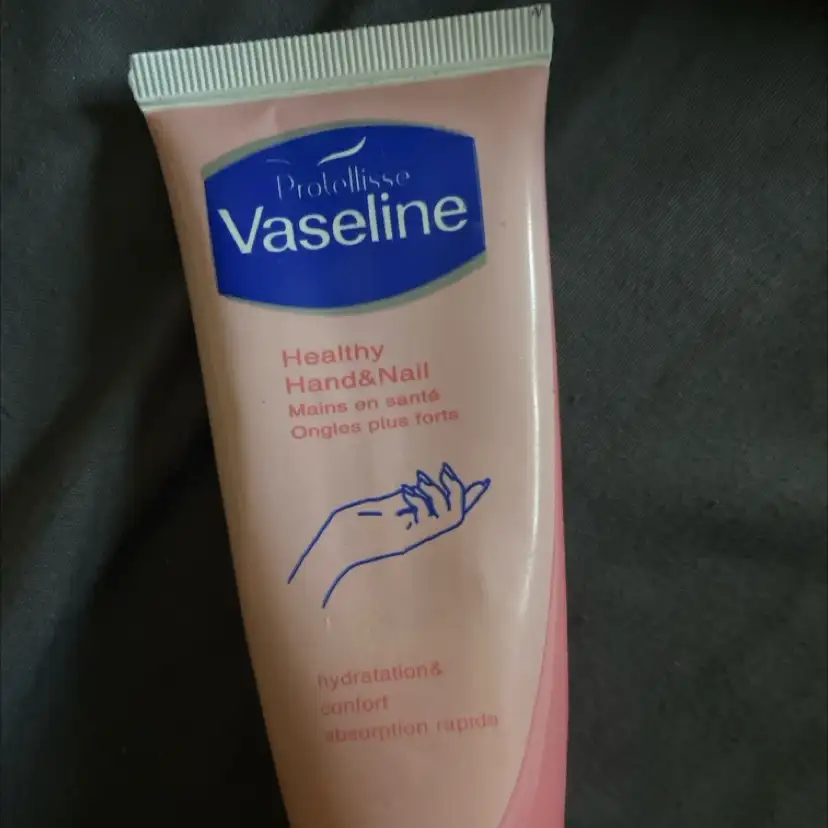 Protellisse
Vaseline
Healthy
Hand&Nail
Mains en santé
Ongles plus forts
hydratation&
confort
absorption rapide